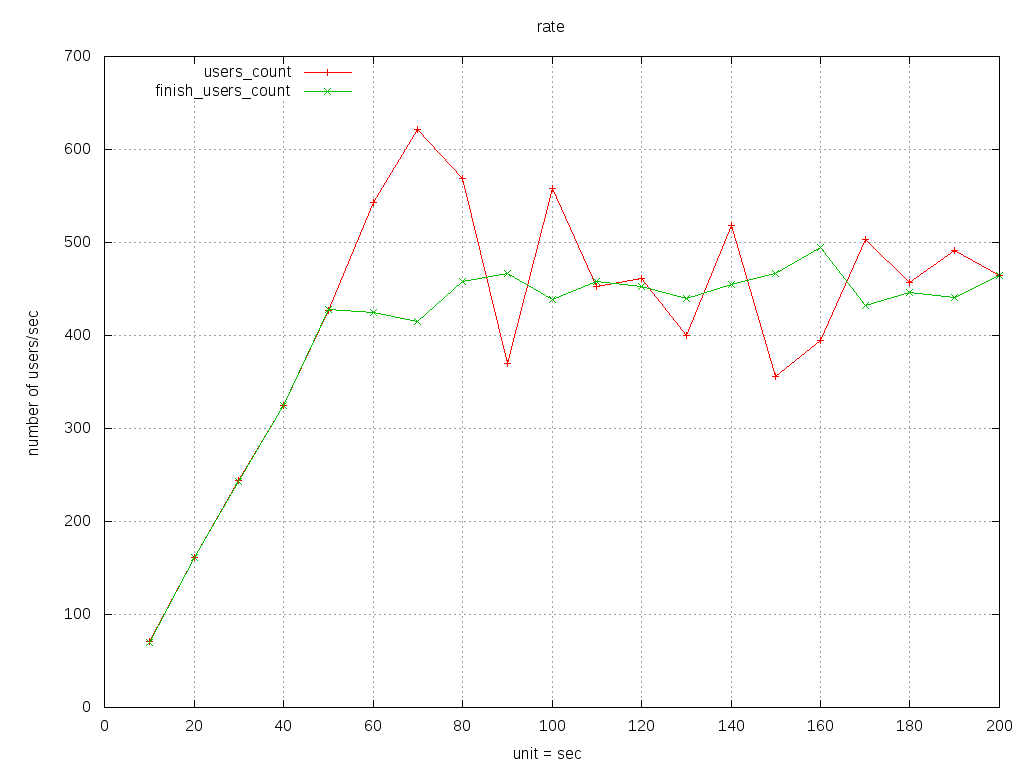 rate
users_count
finish_users_count
700
600
500
400
300
200
100
0
number of users/sec
0 20 40 60 80 100 120 140 160 180 200
unit = sec